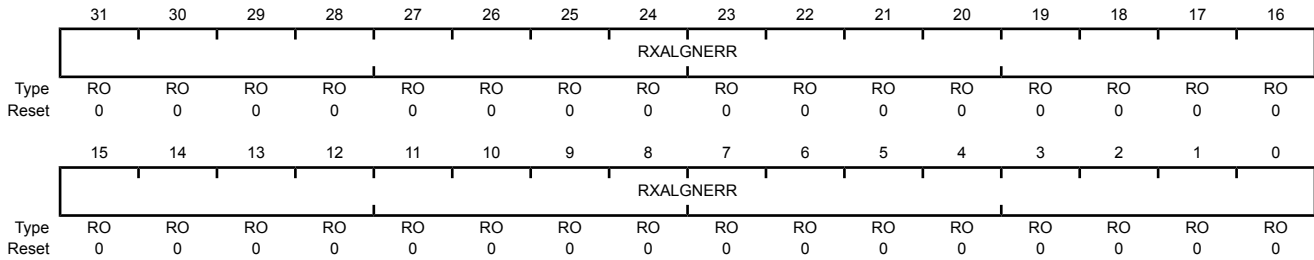 31 30 29 28 27 26 25 24 23 22 21 20 19 18 17 16
RXALGNERR
Type RO RO RO RO RO RO RO RO RO RO RO RO RO RO RO RO
Reset 0 0 0 0 0 0 0 0 0 0 0 0 0 0 0 0
15 14 13 12 11 10 9 8 7 6 5 4 3 2 1 0
RXALGNERR
Type RO RO RO RO RO RO RO RO RO RO RO RO RO RO RO RO
Reset 0 0 0 0 0 0 0 0 0 0 0 0 0 0 0 0